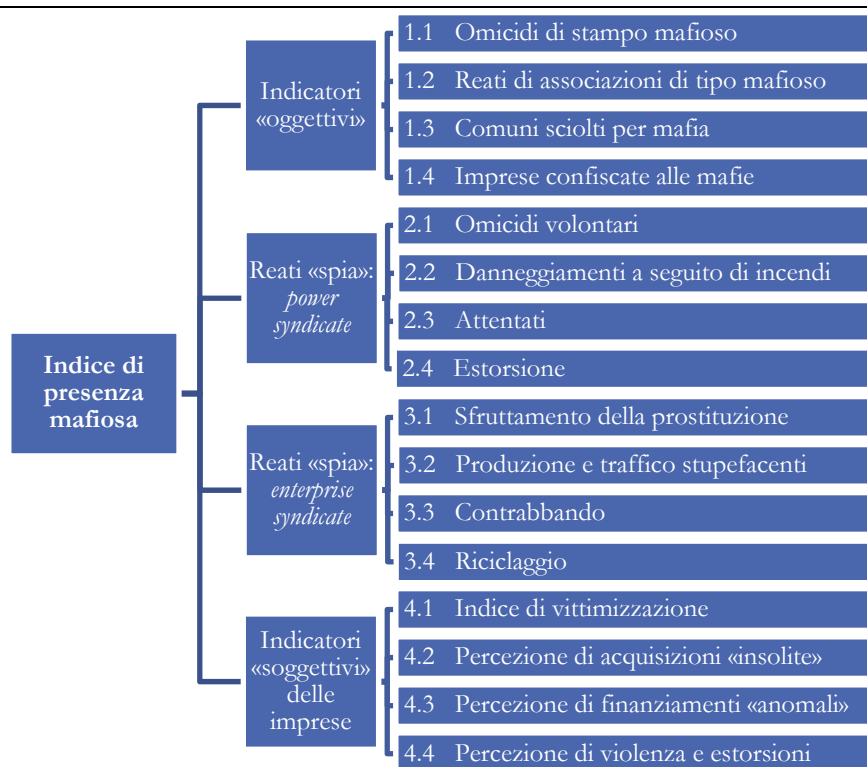 Indice di
presenza
mafiosa
Indicatori
«oggettivi»
1.1 Omicidi di stampo mafioso
1.2 Reati di associazioni di tipo mafioso
1.3 Comuni sciolti per mafia
1.4 Imprese confiscate alle mafie
Reati «spia»:
power
syndicate
2.1 Omicidi volontari
2.2 Danneggiamenti a seguito di incendi
2.3 Attentati
2.4 Estorsione
Reati «spia»:
enterprise
syndicate
3.1 Sfruttamento della prostituzione
3.2 Produzione e traffico stupefacenti
3.3 Contrabbando
3.4 Riciclaggio
Indicatori
«soggettivi»
delle
imprese
4.1 Indice di vittimizzazione
4.2 Percezione di acquisizioni «insolite»
4.3 Percezione di finanziamenti «anomali»
4.4 Percezione di violenza e estorsioni